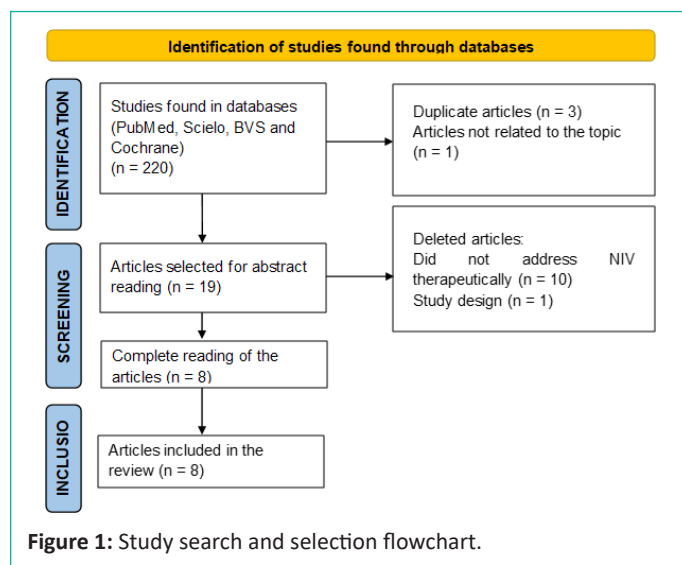 Identification of studies found through databases
IDENTIFICATION
Studies found in databases
(PubMed, Scielo, BVS and
Cochrane)
(n = 220)
Duplicate articles (n = 3)
Articles not related to the topic
(n = 1)
SCREENING
Articles selected for abstract
reading (n = 19)
Deleted articles:
Did not address NIV
therapeutically (n = 10)
Study design (n = 1)
Complete reading of the
articles (n = 8)
INCLUSIO
Articles included in the
review (n = 8)
Figure 1: Study search and selection flowchart.